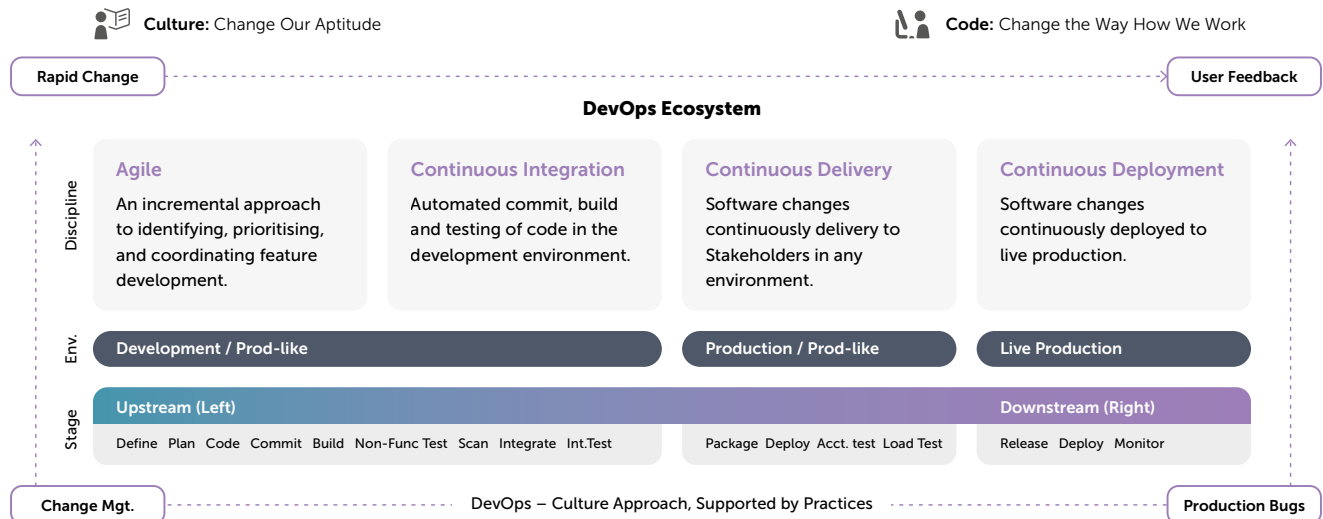 Culture: Change Our Aptitude
Code: Change the Way How We Work
Rapid Change
User Feedback
DevOps Ecosystem
Discipline
Agile
An incremental approach
to identifying, prioritising,
and coordinating feature
development.
Continuous Integration
Automated commit, build
and testing of code in the
development environment.
Continuous Delivery
Software changes
continuously delivery to
Stakeholders in any
environment.
Continuous Deployment
Software changes
continuously deployed to
live production.
Env.
Development / Prod-like
Production / Prod-like
Live Production
Stage
Upstream (Left)
Downstream (Right)
Define Plan Code Commit Build Non-Func Test Scan Integrate Int.Test
Package Deploy Acct. test Load Test
Release Deploy Monitor
Change Mgt.
DevOps – Culture Approach, Supported by Practices
Production Bugs